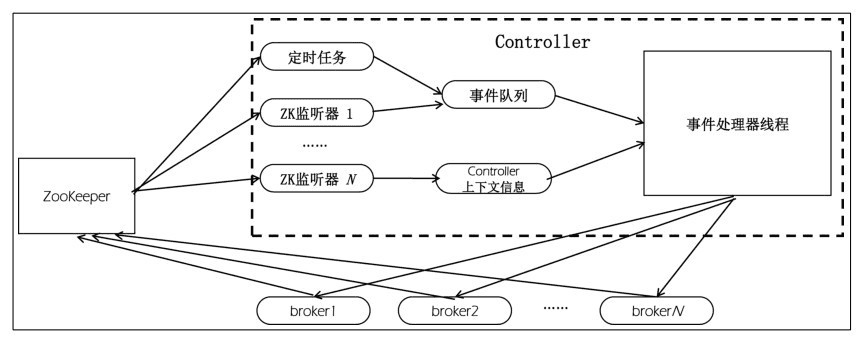 Controller
定时任务
事件队列
ZK监听器 1
事件处理器线程
……
ZooKeeper
ZK监听器 N
Controller
上下文信息
broker1
broker2
……
brokerN